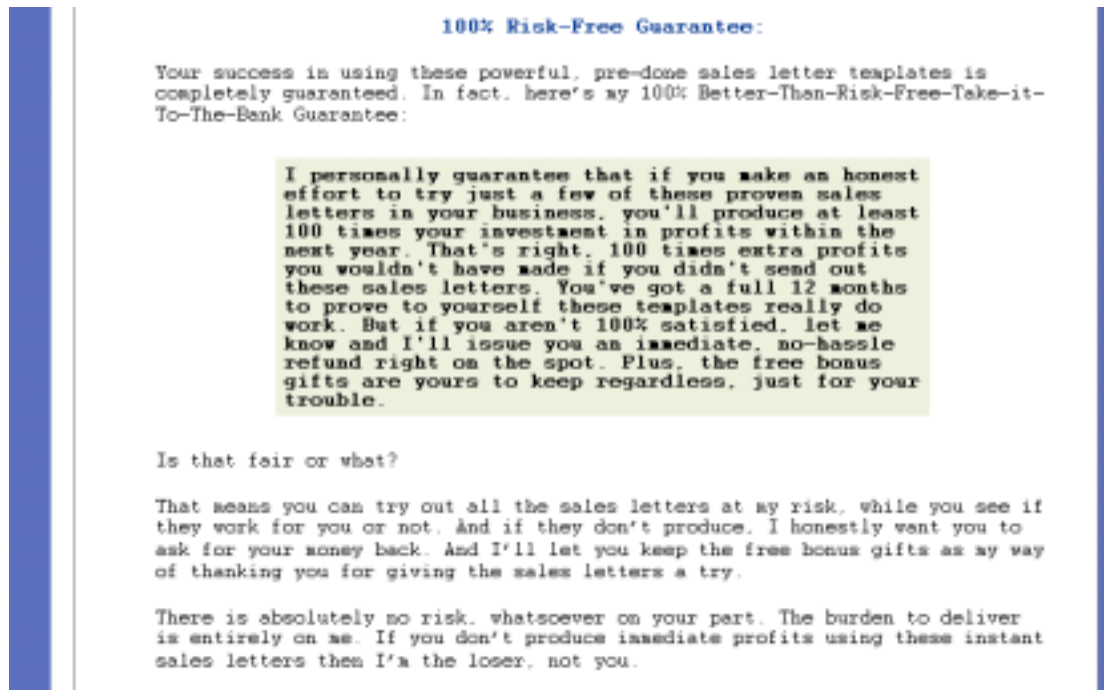 100% Risk-Free Guarantee:
Your success in using these powerful, pre-done sales letter templates is
completely guaranteed. In fact, here's my 100% Better-Than-Risk-Free-Take-it-
To-The-Bank Guarantee:
I personally guarantee that if you make an honest
effort to try just a few of these proven sales
letters in your business, you'll produce at least
100 times your investment in profits within the
next year. That's right, 100 times extra profits
you wouldn't have made if you didn't send out
these sales letters. You've got a full 12 months
to prove to yourself these templates really do
work. But if you aren't 100% satisfied, let me
know and I'll issue you an immediate, no-hassle
refund right on the spot. Plus, the free bonus
gifts are yours to keep regardless, just for your
trouble.
Is that fair or what?
That means you can try out all the sales letters at my risk, while you see if
they work for you or not. And if they don't produce, I honestly want you to
ask for your money back. And I'll let you keep the free bonus gifts as my way
of thanking you for giving the sales letters a try.
There is absolutely no risk, whatsoever on your part. The burden to deliver
is entirely on me. If you don't produce immediate profits using these instant
sales letters then I'm the loser, not you.